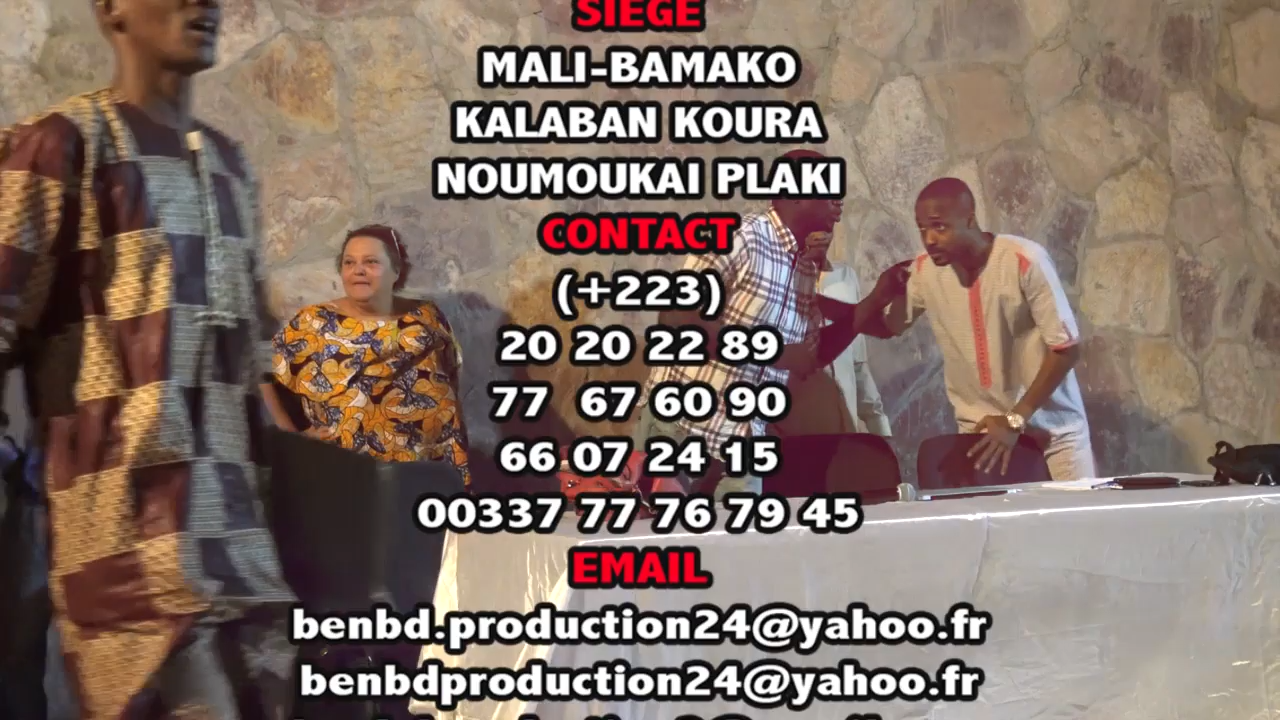 SIEGE
MALI-BAMAKO
KALABAN KOURA
NOUMOUKAI PLAKI
CONTACT
(+223)
20 20 22 89
77 67 60 90
66 07 24 15
00337 77 76 79 45
EMAIL
benbd.production24@yahoo.fr
benbdproduction24@yahoo.fr